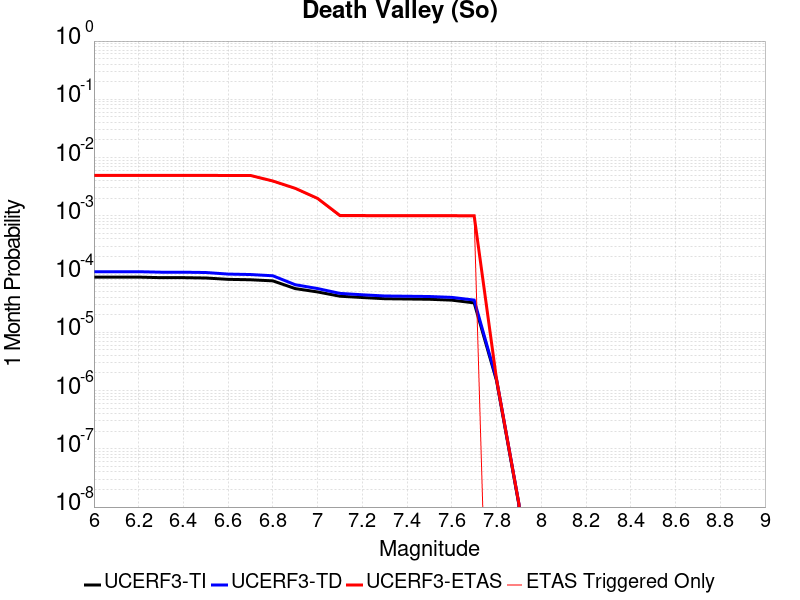 Death Valley (So)
1 Month Probability
10^0
10^-1
10^-2
10^-3
10^-4
10^-5
10^-6
10^-7
10^-8
6 6.2 6.4 6.6 6.8 7 7.2 7.4 7.6 7.8 8 8.2 8.4 8.6 8.8 9
Magnitude
UCERF3-TI UCERF3-TD UCERF3-ETAS ETAS Triggered Only